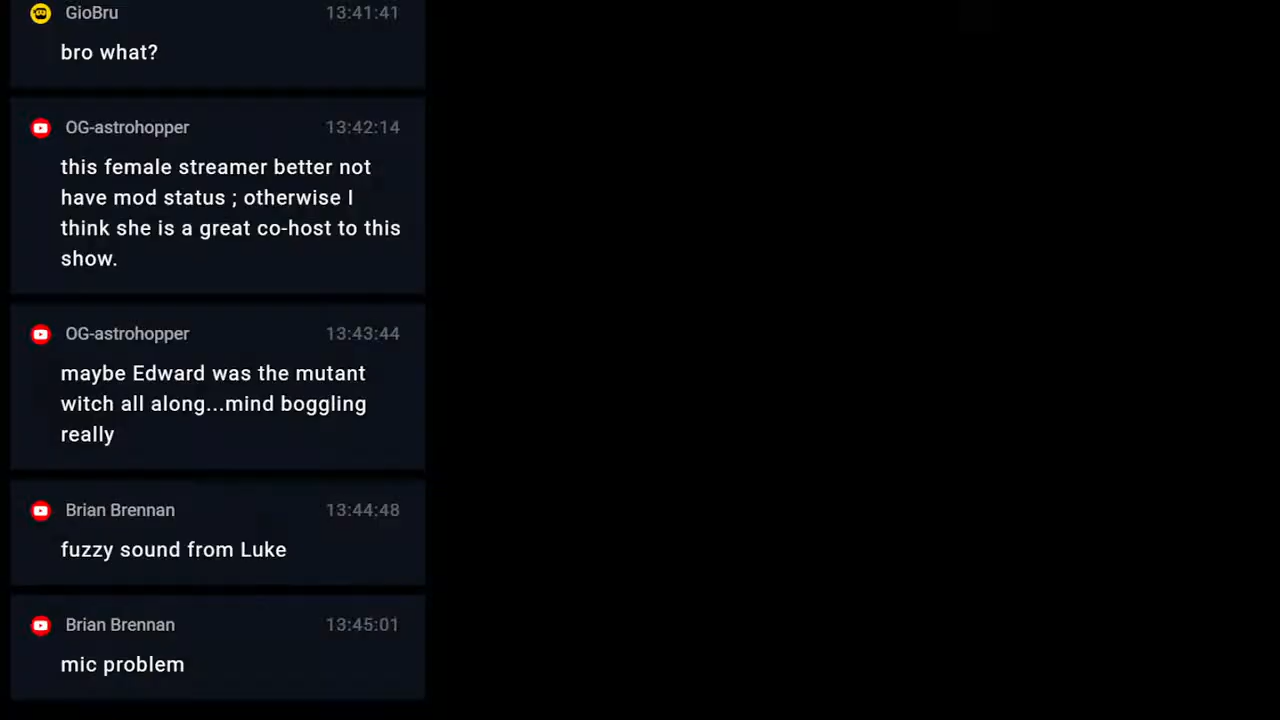 GioBru 13:41:41
bro what?
OG-astrohopper 13:42:14
this female streamer better not
have mod status ; otherwise I
think she is a great co-host to this
show.
OG-astrohopper 13:43:44
maybe Edward was the mutant
witch all along...mind boggling
really
Brian Brennan 13:44:48
fuzzy sound from Luke
Brian Brennan 13:45:01
mic problem